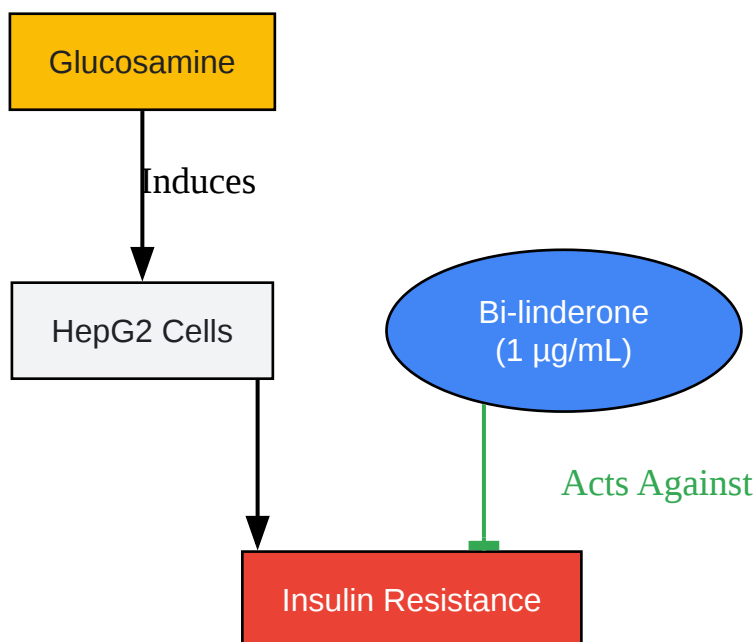 Glucosamine
Induces
HepG2 Cells
Bi-linderone
(1 µg/mL)
Acts Against
Insulin Resistance